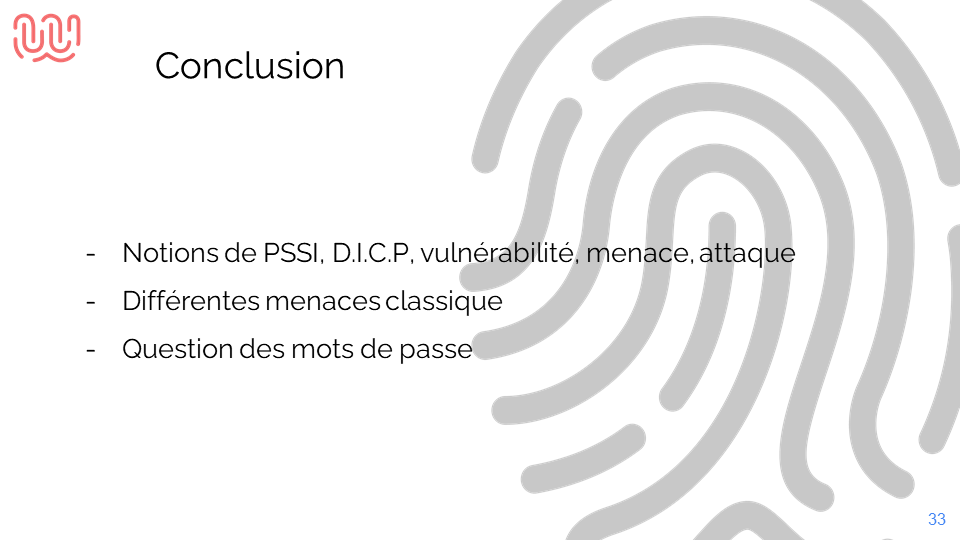 Conclusion
- Notions de PSSI, D.I.C.P, vulnérabilité, menace, attaque
- Différentes menaces classique
- Question des mots de passe
33